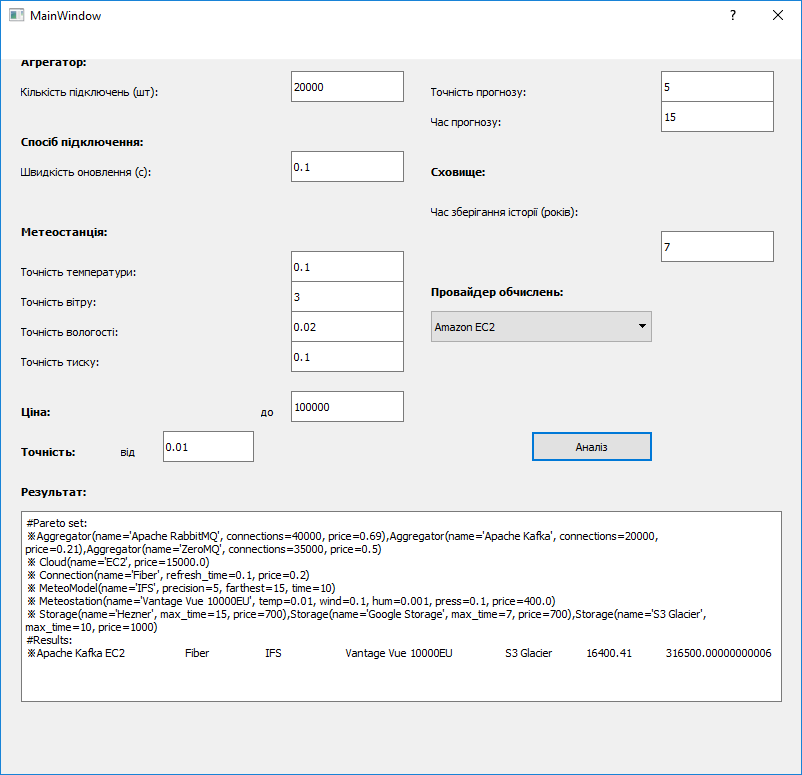 MainWindow
Агрегатор:
Кількість підключень (шт):
20000
Точність прогнозу:
5
Час прогнозу:
15
Спосіб підключення:
Швидкість оновлення (с):
0.1
Сховище:
Час зберігання історії (років):
7
Метеостанція:
Точність температури:
0.1
Точність вітру:
3
Точність вологості:
0.02
Точність тиску:
0.1
Провайдер обчислень:
Amazon EC2
Ціна:
до
100000
Точність:
від
0.01
Аналіз
Результат:
#Pareto set:
※Aggregator(name='Apache RabbitMQ', connections=40000, price=0.69),Aggregator(name='Apache Kafka', connections=20000,
price=0.21),Aggregator(name='ZeroMQ', connections=35000, price=0.5)
※ Cloud(name='EC2', price=15000.0)
※ Connection(name='Fiber', refresh_time=0.1, price=0.2)
※ MeteoModel(name='IFS', precision=5, farthest=15, time=10)
※ Meteostation(name='Vantage Vue 10000EU', temp=0.01, wind=0.1, hum=0.001, press=0.1, price=400.0)
※ Storage(name='Hezner', max_time=15, price=700),Storage(name='Google Storage', max_time=7, price=700),Storage(name='S3 Glacier',
max_time=10, price=1000)
#Results:
※Apache Kafka EC2 Fiber IFS Vantage Vue 10000EU S3 Glacier 16400.41 316500.00000000006